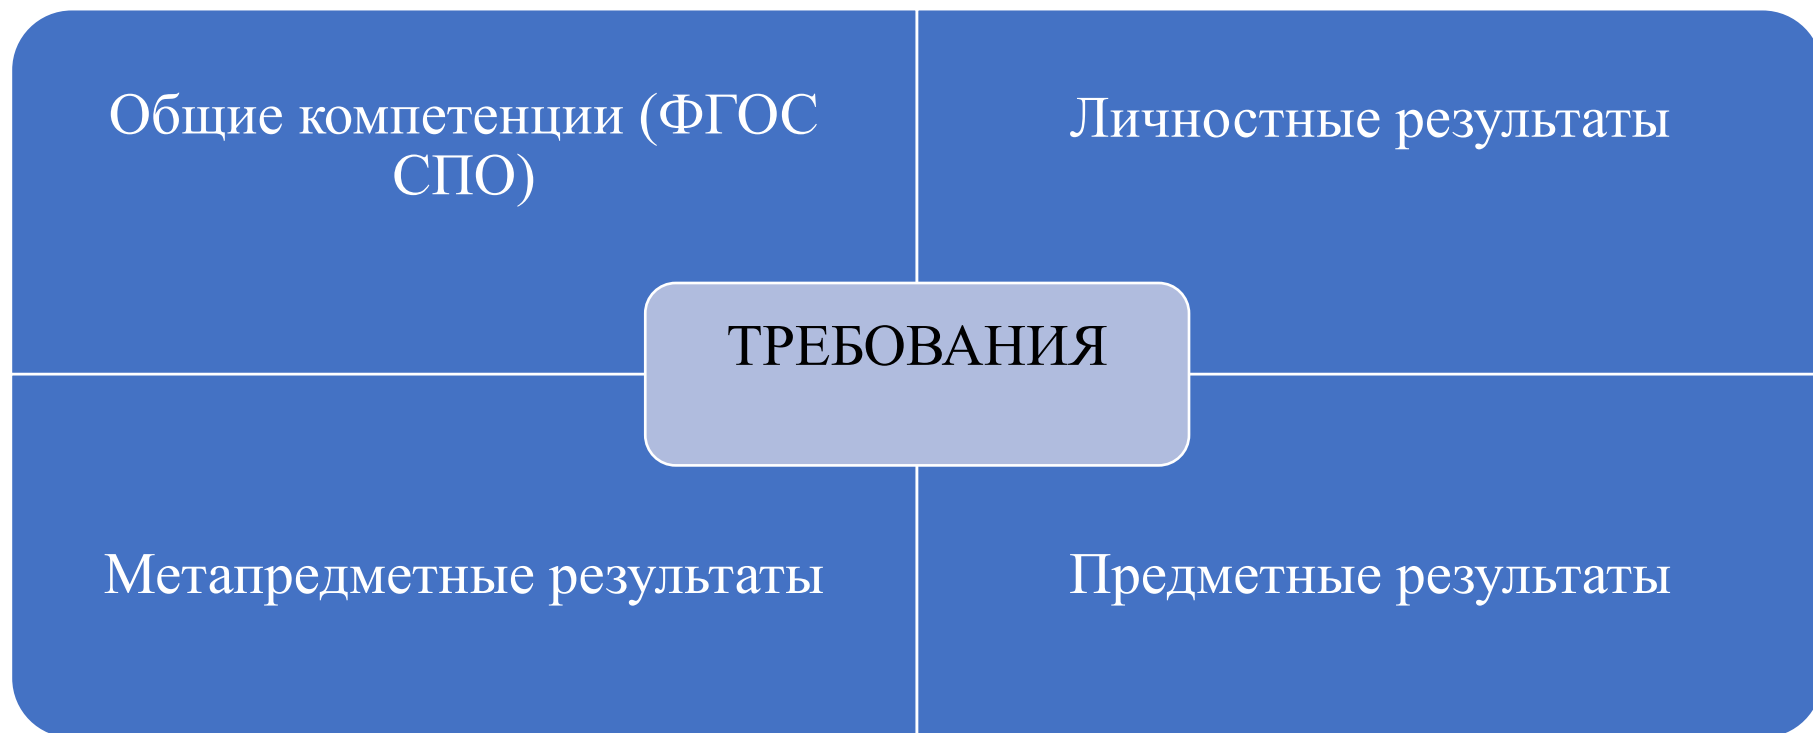 Общие компетенции (ФГОС
СПО)
Личностные результаты
ТРЕБОВАНИЯ
Метапредметные результаты
Предметные результаты